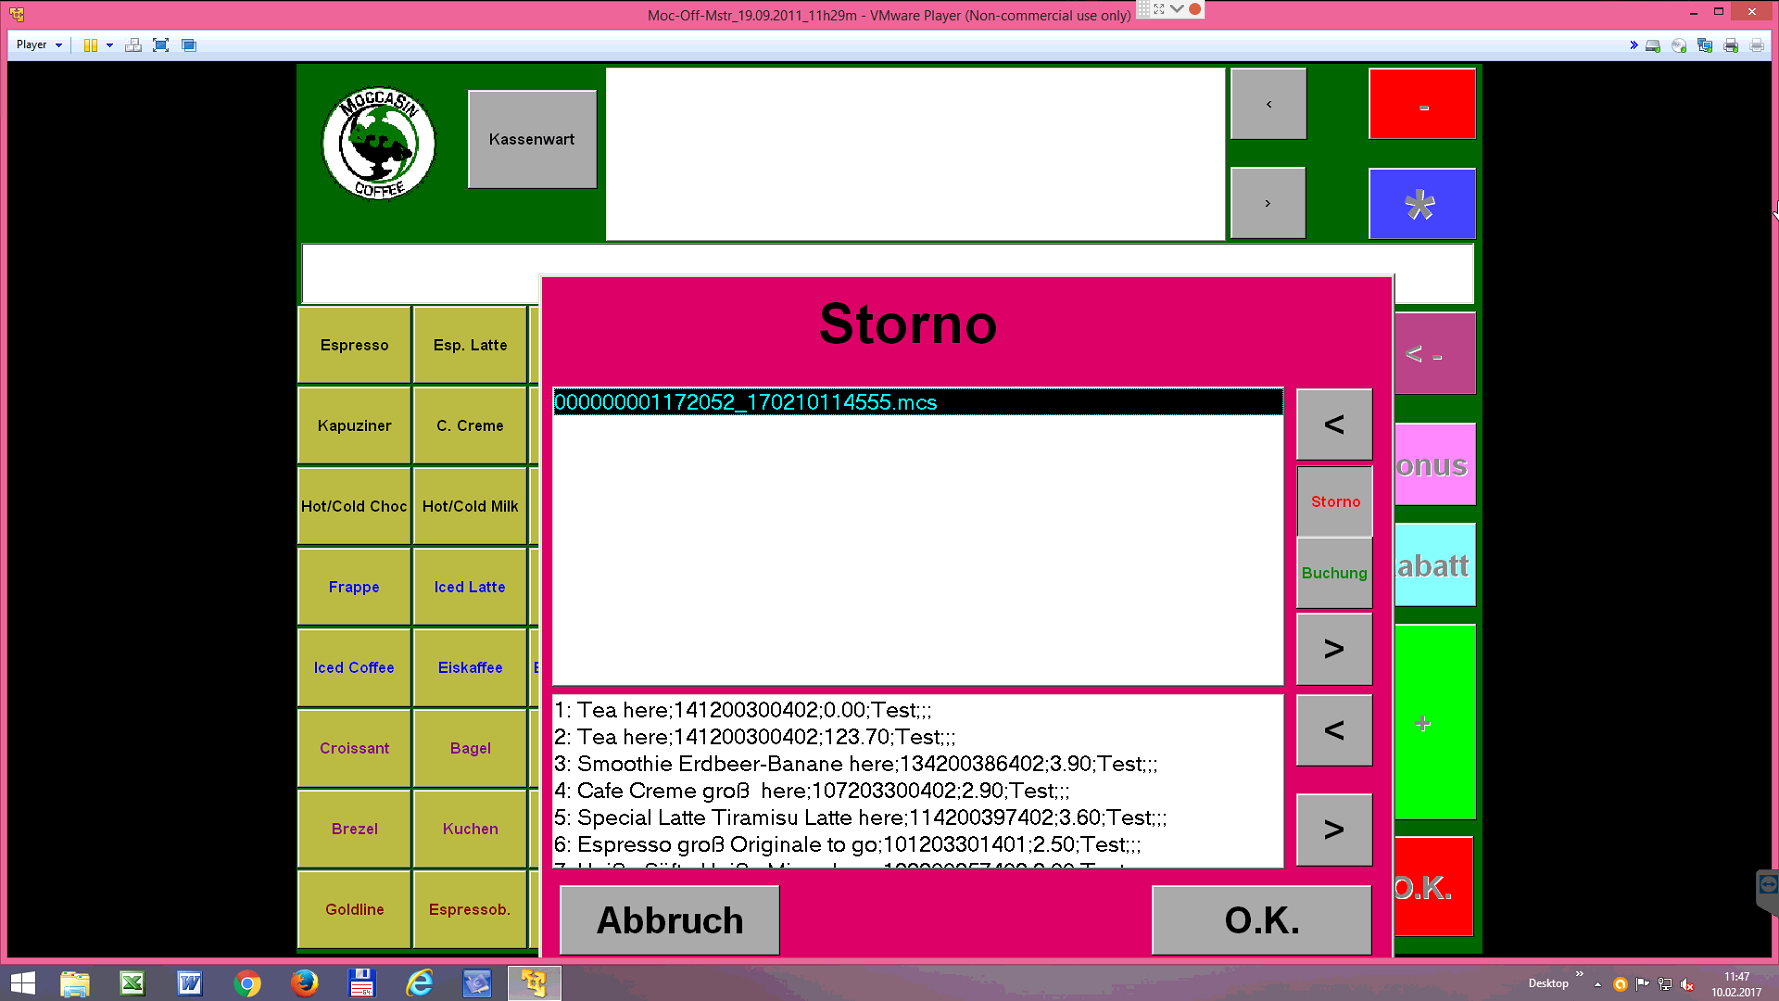 Moc-Off-Mstr_19.09.2011_11h29m - VMware Player (Non-commercial use only)
Player
MOCCASIN
COFFEE
Kassenwart
<
-
>
*
Storno
Espresso
Esp. Latte
< -
000000001172052_170210114555.mcs
<
Kapuziner
C. Creme
onus
Storno
Hot/Cold Choc
Hot/Cold Milk
Buchung
abatt
Frappe
Iced Latte
>
Iced Coffee
Eiskaffee
1: Tea here;141200300402;0.00;Test;;;
2: Tea here;141200300402;123.70;Test;;;
3: Smoothie Erdbeer-Banane here;134200386402;3.90;Test;;;
4: Cafe Creme groß  here;107203300402;2.90;Test;;;
5: Special Latte Tiramisu Latte here;114200397402;3.60;Test;;;
6: Espresso groß Originale to go;101203301401;2.50;Test;;;
<
+
Croissant
Bagel
>
Brezel
Kuchen
O.K.
Goldline
Espressob.
Abbruch
O.K.
Desktop
11:47
10.02.2017